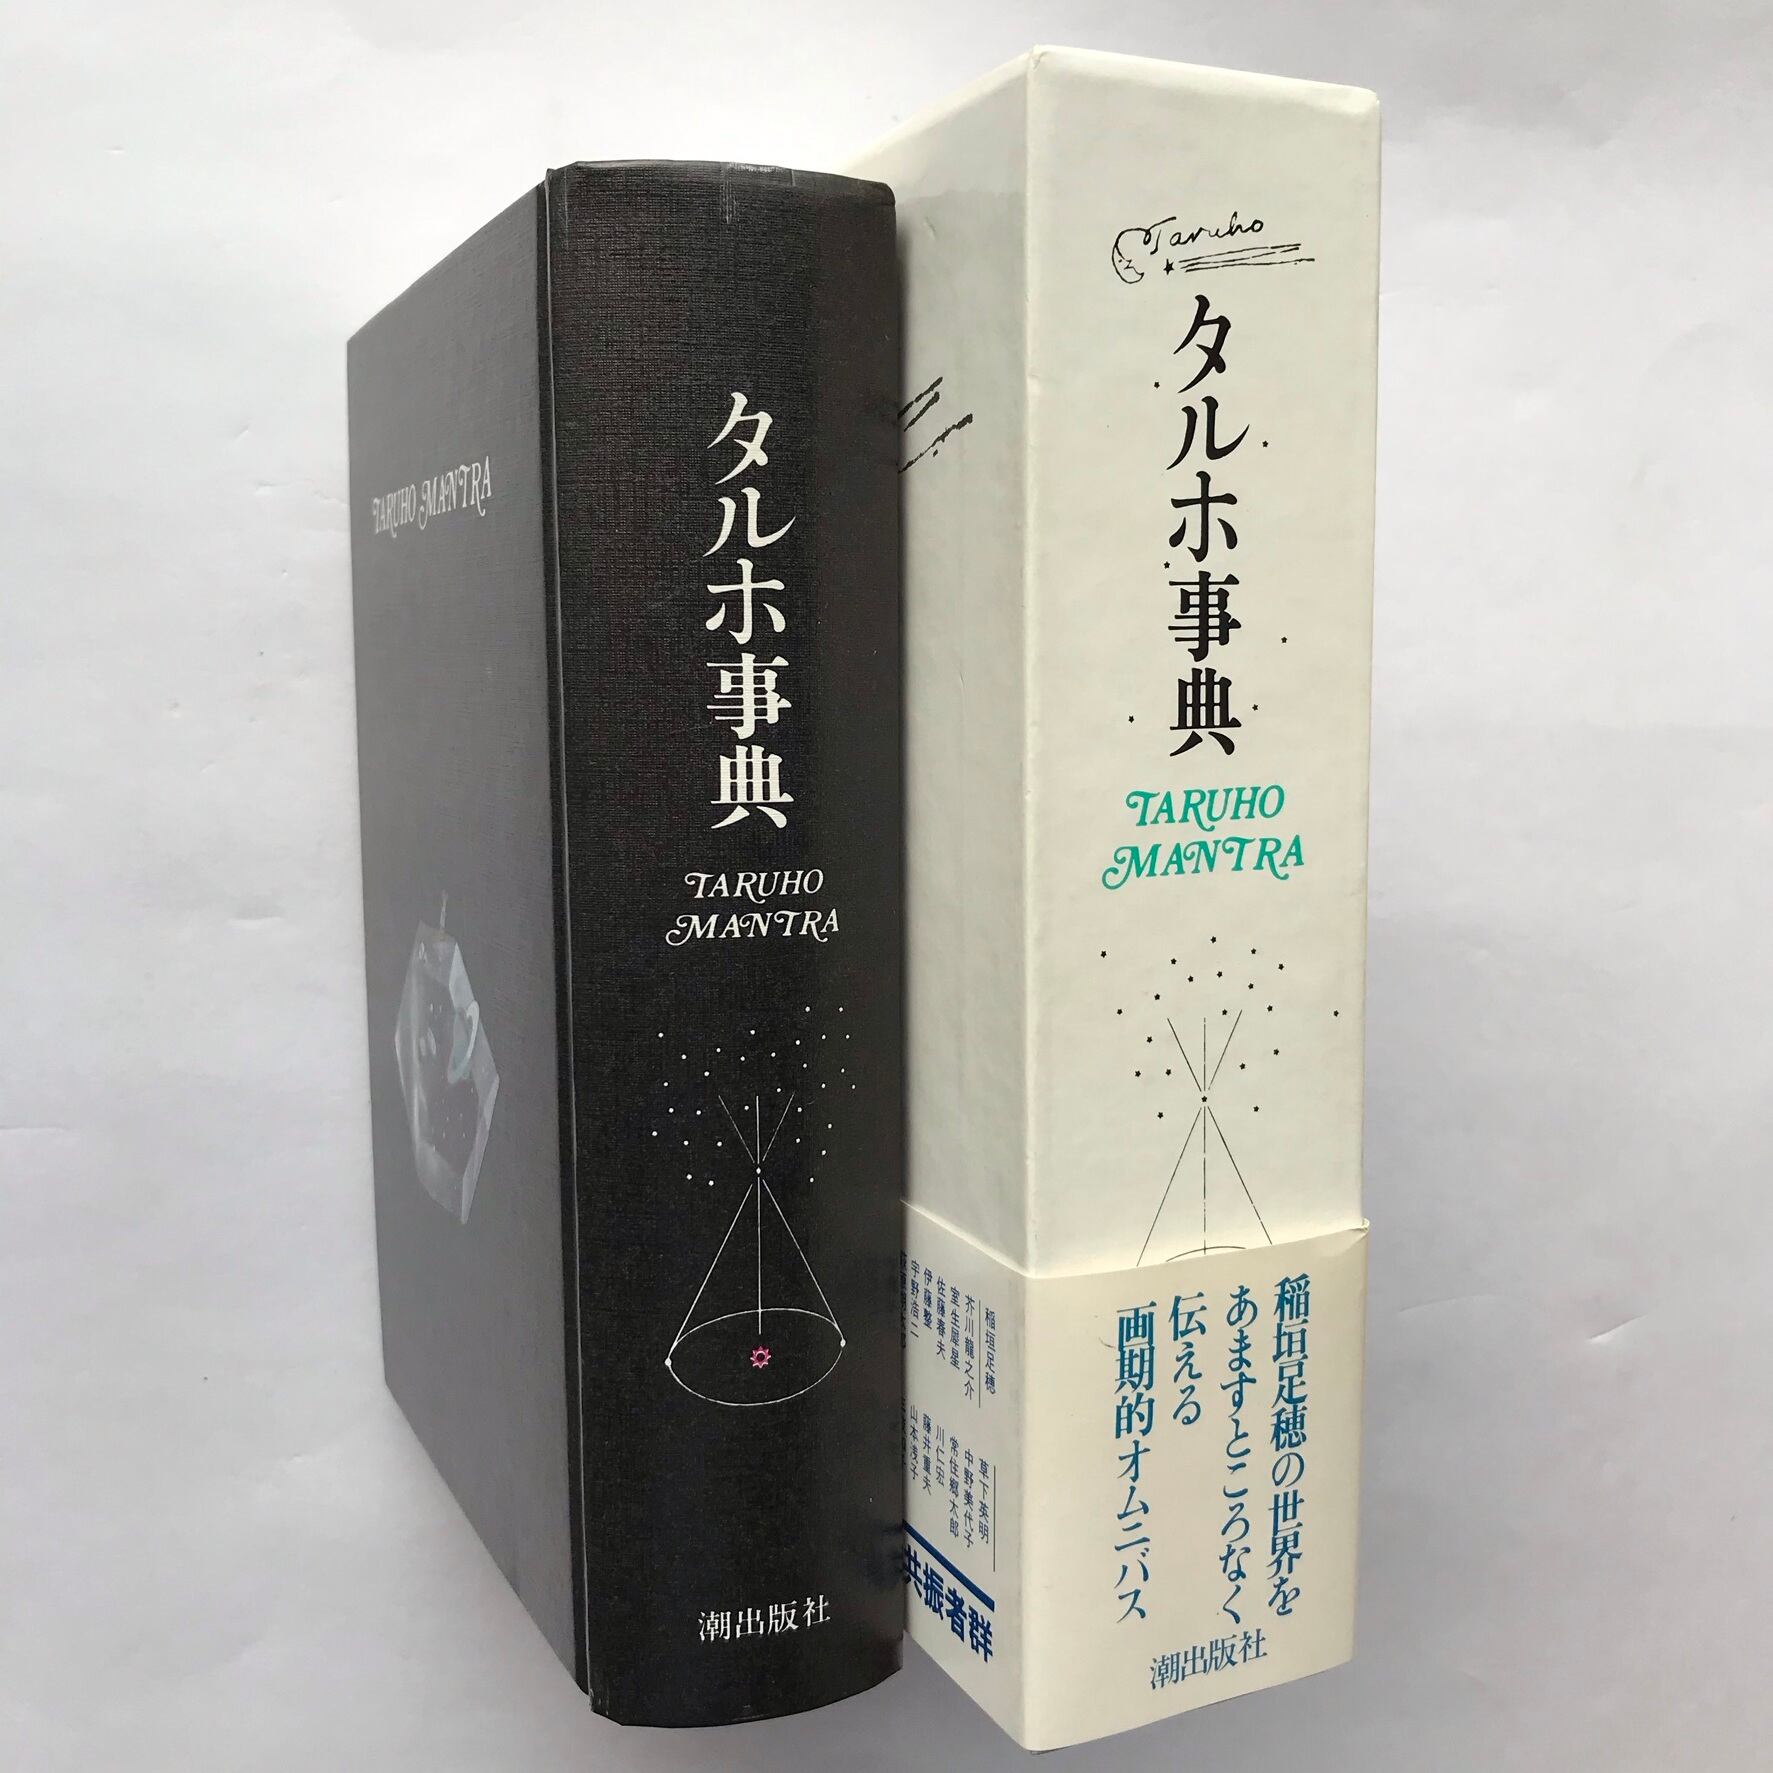 TARUHO MANTRA
タルホ事典
TARUHO
MANTRA
潮出版社
Taruho
タルホ事典
TARUHO
MANTRA
稲垣足穂の世界を
あますところなく
伝える
画期的オムニバス
潮出版社
稲垣足穂
芥川龍之介
室生犀星
佐藤春夫
伊藤整
宇野浩二
草下英明
中野美代子
常住郷太郎
川仁宏
藤井重夫
山本浅子
共振者群